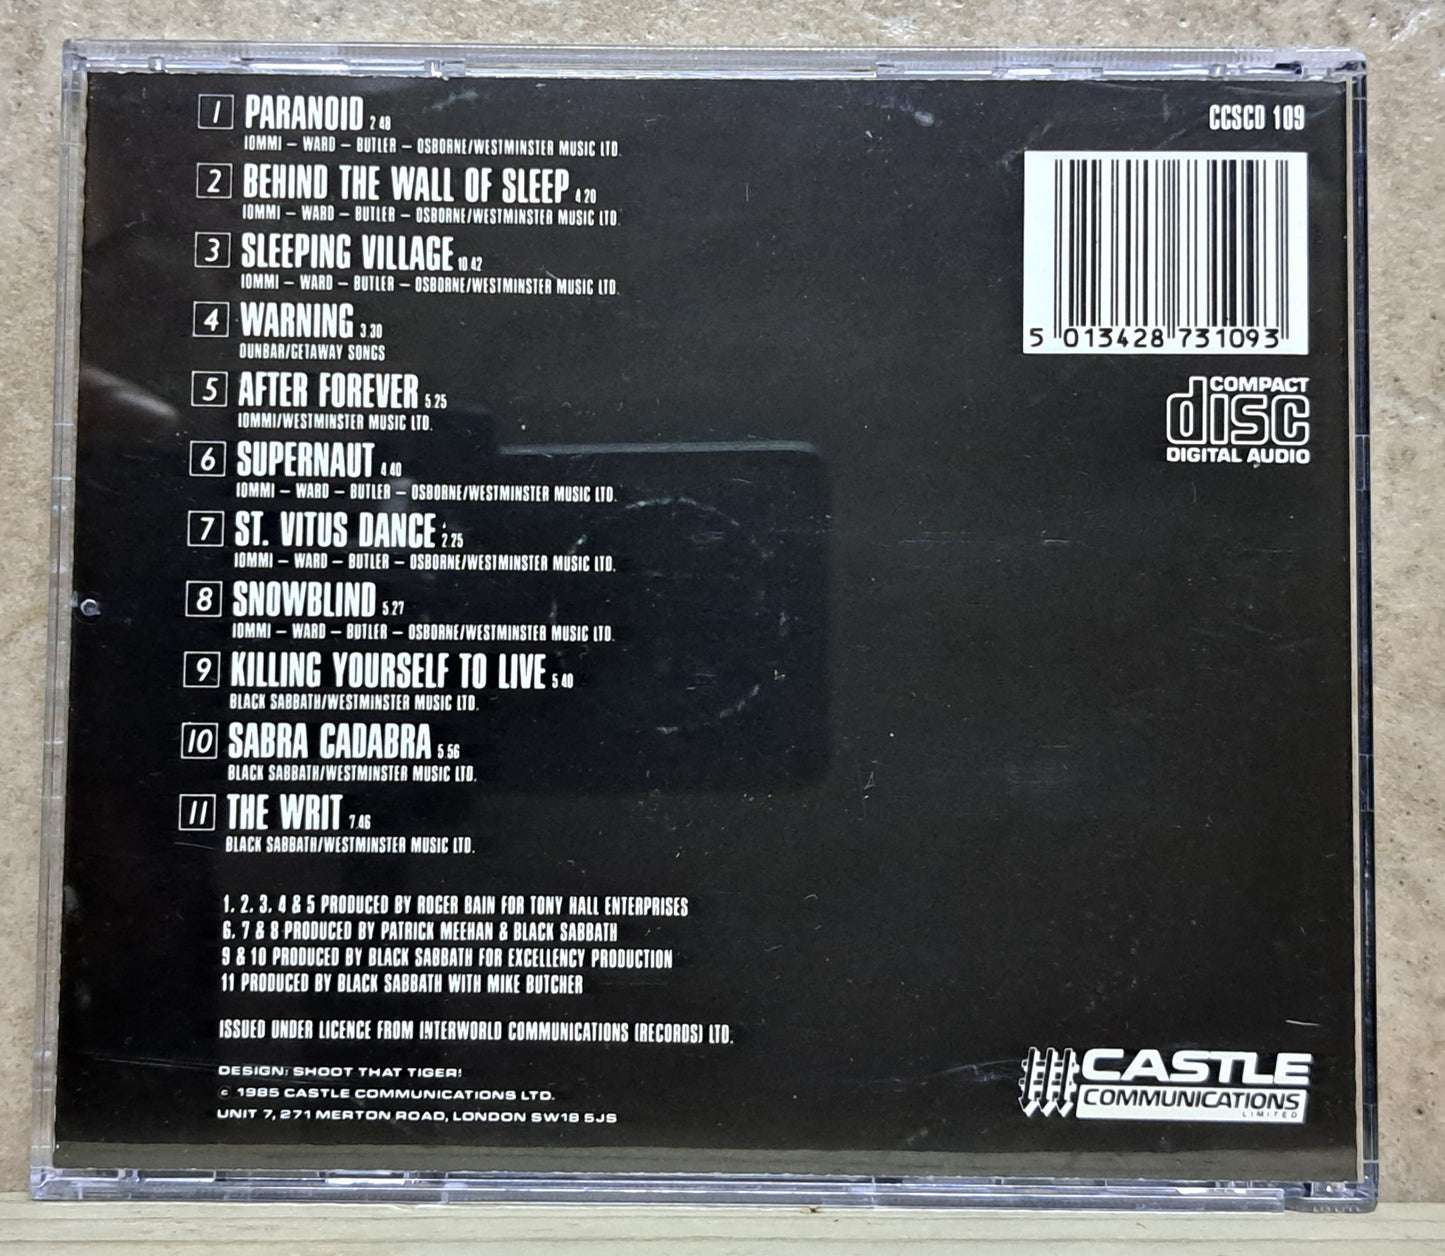 1 PARANOID 2 48
IOMMI – WARD – BUTLER – OSBORNE/WESTMINSTER MUSIC LTD.
2 BEHIND THE WALL OF SLEEP 4.20
IOMMI – WARD – BUTLER – OSBORNE/WESTMINSTER MUSIC LTD.
3 SLEEPING VILLAGE 10 42
IOMMI – WARD – BUTLER – OSBORNE/WESTMINSTER MUSIC LTD.
4 WARNING 3.30
DUNBAR/GETAWAY SONGS
5 AFTER FOREVER 5.25
IOMMI/WESTMINSTER MUSIC LTD.
6 SUPERNAUT 4 40
IOMMI – WARD – BUTLER – OSBORNE/WESTMINSTER MUSIC LTD.
7 ST. VITUS DANCE 2.25
IOMMI – WARD – BUTLER – OSBORNE/WESTMINSTER MUSIC LTD.
8 SNOWBLIND 5 27
IOMMI – WARD – BUTLER – OSBORNE/WESTMINSTER MUSIC LTD.
9 KILLING YOURSELF TO LIVE 5 40
BLACK SABBATH/WESTMINSTER MUSIC LTD.
10 SABRA CADABRA 5.56
BLACK SABBATH/WESTMINSTER MUSIC LTD.
11 THE WRIT 7.46
BLACK SABBATH/WESTMINSTER MUSIC LTD.
1. 2. 3. 4 & 5 PRODUCED BY ROGER BAIN FOR TONY HALL ENTERPRISES
6. 7 & 8 PRODUCED BY PATRICK MEEHAN & BLACK SABBATH
9 & 10 PRODUCED BY BLACK SABBATH FOR EXCELLENCY PRODUCTION
11 PRODUCED BY BLACK SABBATH WITH MIKE BUTCHER
ISSUED UNDER LICENCE FROM INTERWORLD COMMUNICATIONS (RECORDS) LTD.
DESIGN: SHOOT THAT TIGER!
© 1985 CASTLE COMMUNICATIONS LTD.
UNIT 7, 271 MERTON ROAD, LONDON SW18 5JS
CCSCD 109
5 013428 731093
COMPACT
disc
DIGITAL AUDIO
CASTLE
COMMUNICATIONS
LIMITED